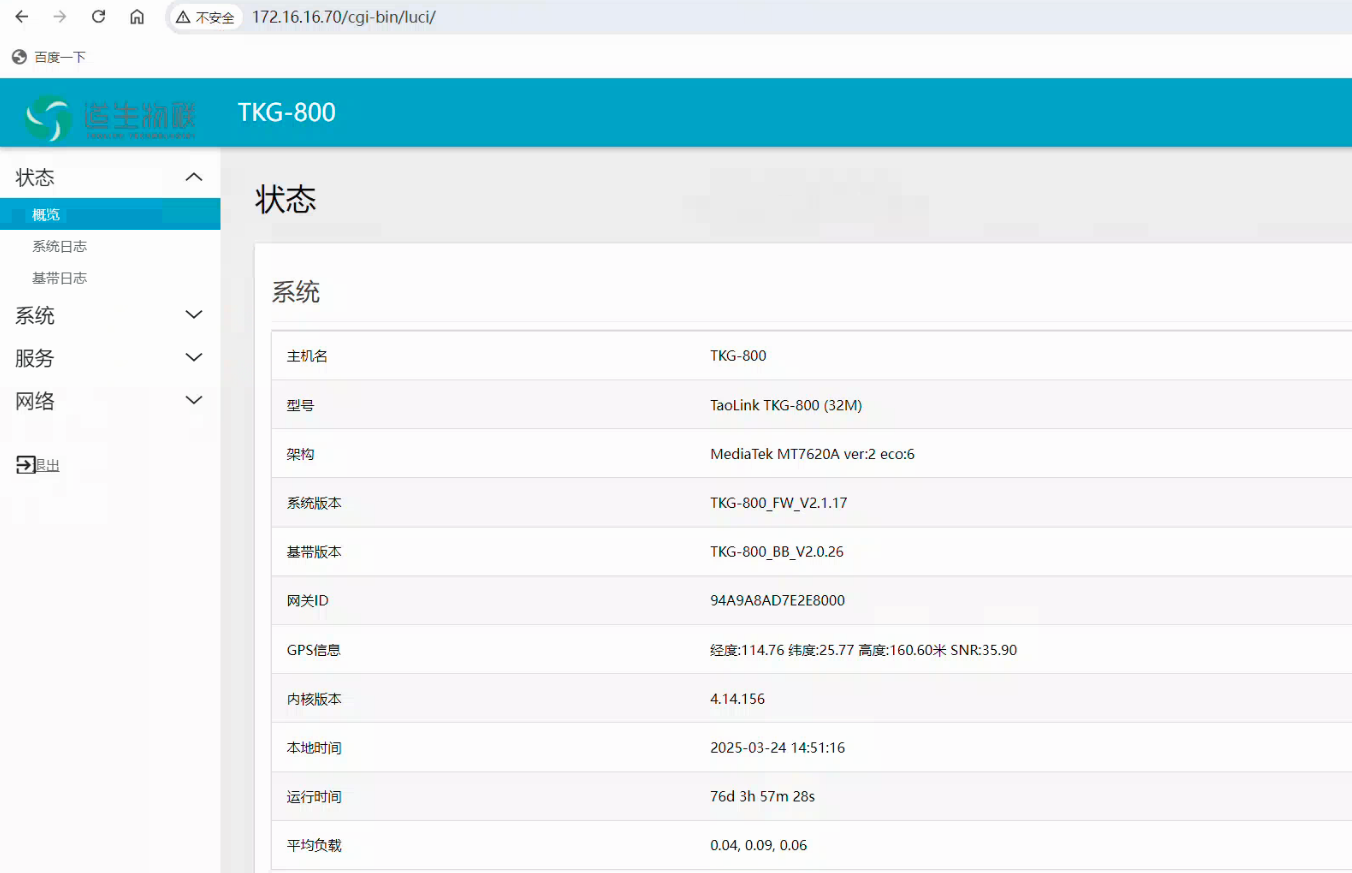 不安全 172.16.16.70/cgi-bin/luci/
百度一下
道生物联 TKG-800
状态
概览
系统日志
基带日志
系统
服务
网络
退出
状态
系统
主机名 TKG-800
型号 TaoLink TKG-800 (32M)
架构 MediaTek MT7620A ver:2 eco:6
系统版本 TKG-800_FW_V2.1.17
基带版本 TKG-800_BB_V2.0.26
网关ID 94A9A8AD7E2E8000
GPS信息 经度:114.76 纬度:25.77 高度:160.60米 SNR:35.90
内核版本 4.14.156
本地时间 2025-03-24 14:51:16
运行时间 76d 3h 57m 28s
平均负载 0.04, 0.09, 0.06